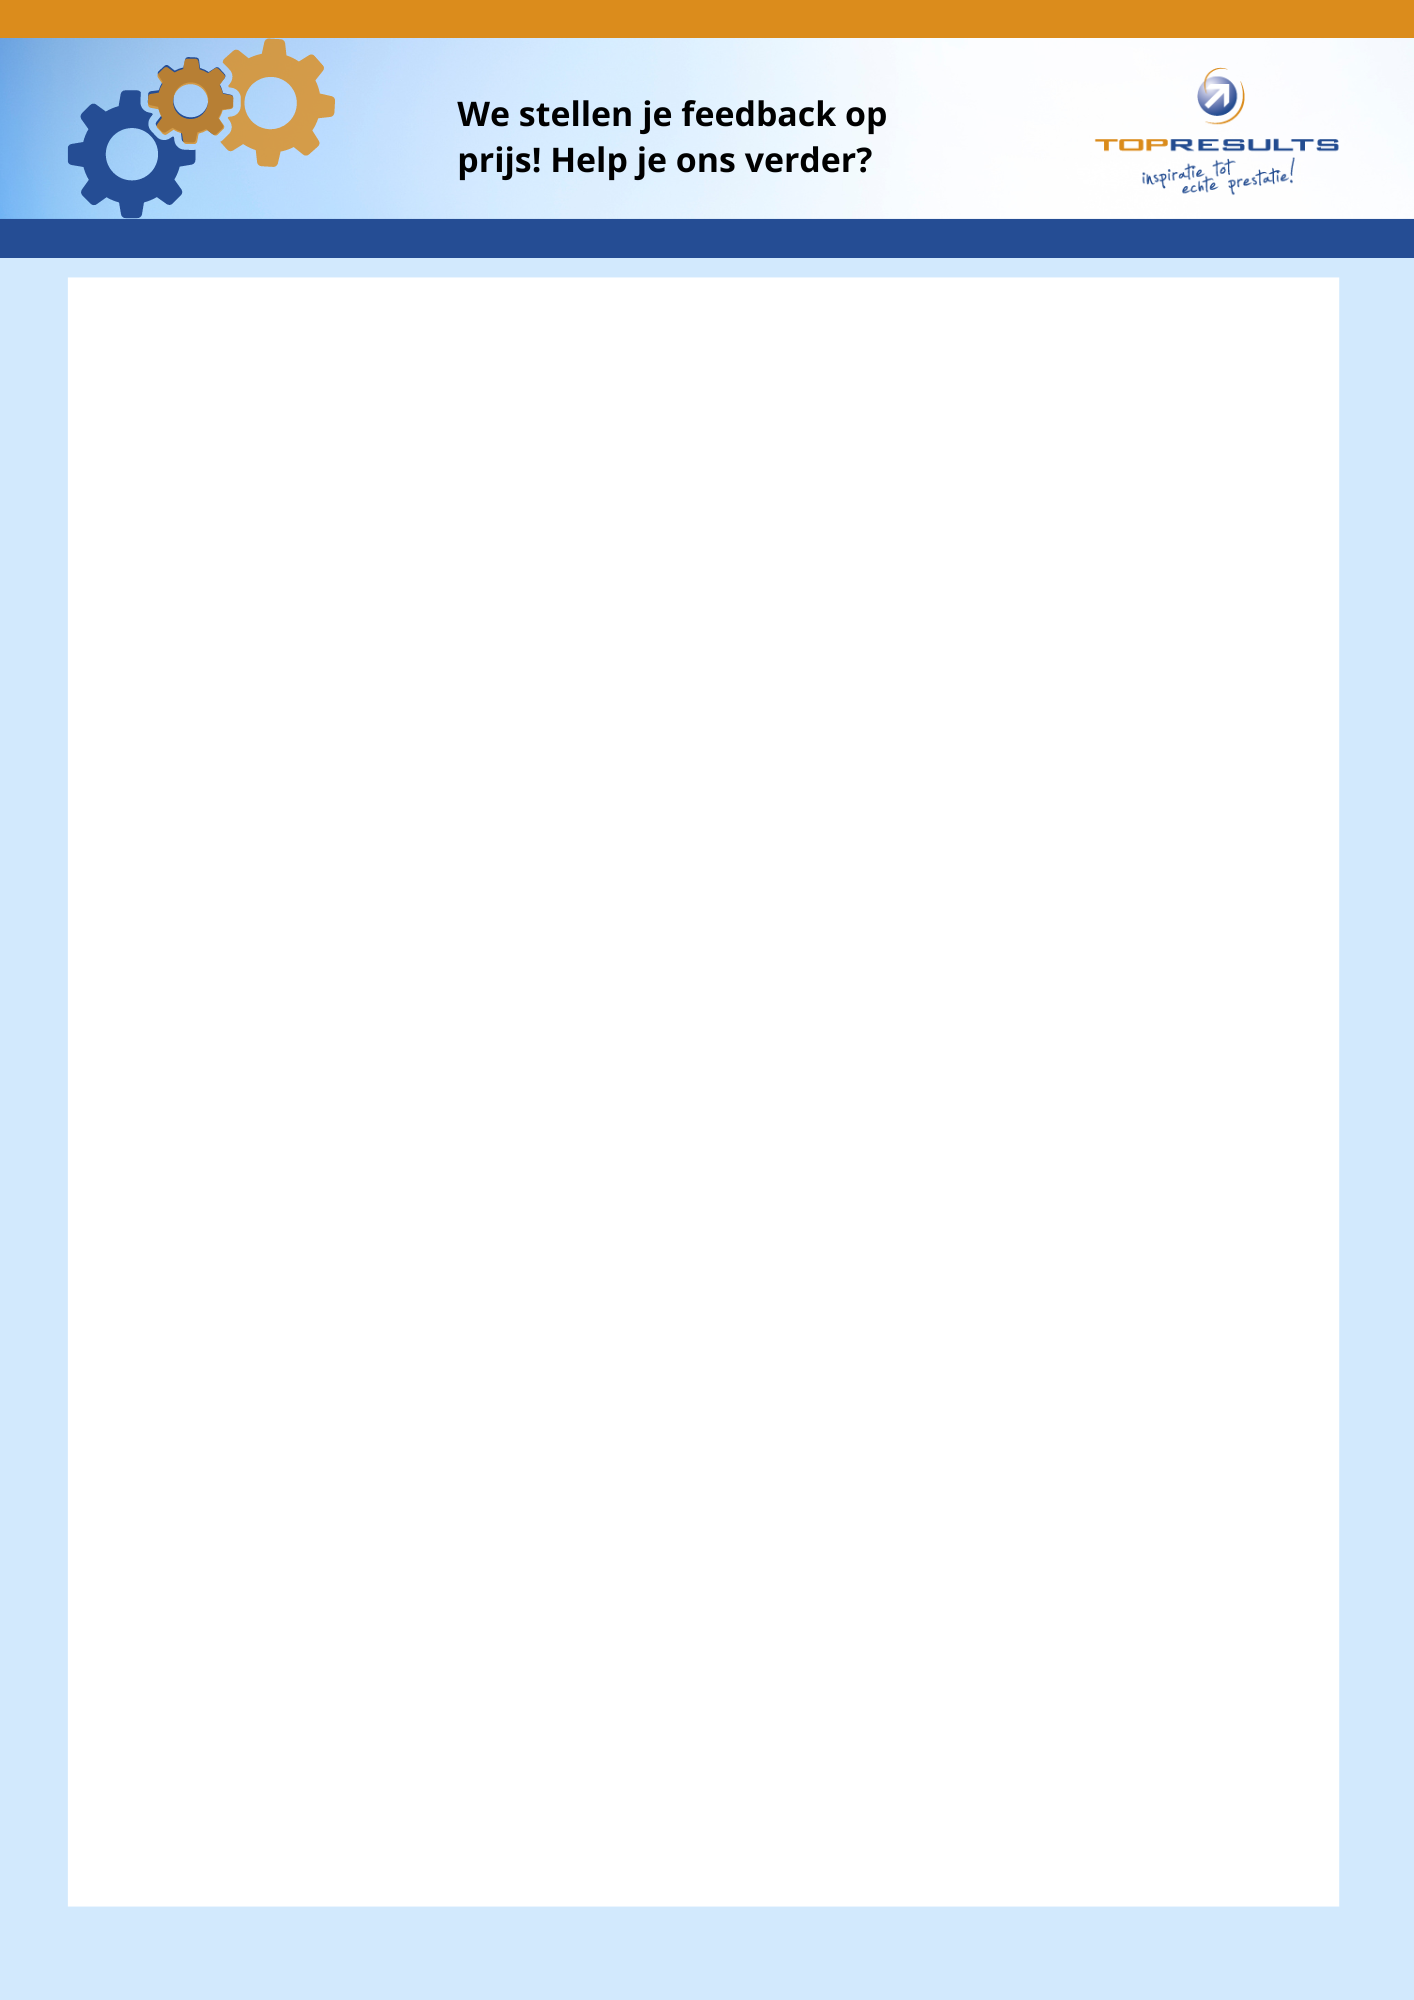 We stellen je feedback op
prijs! Help je ons verder?
TOPRESULTS
inspiratie tot
echte prestatie!